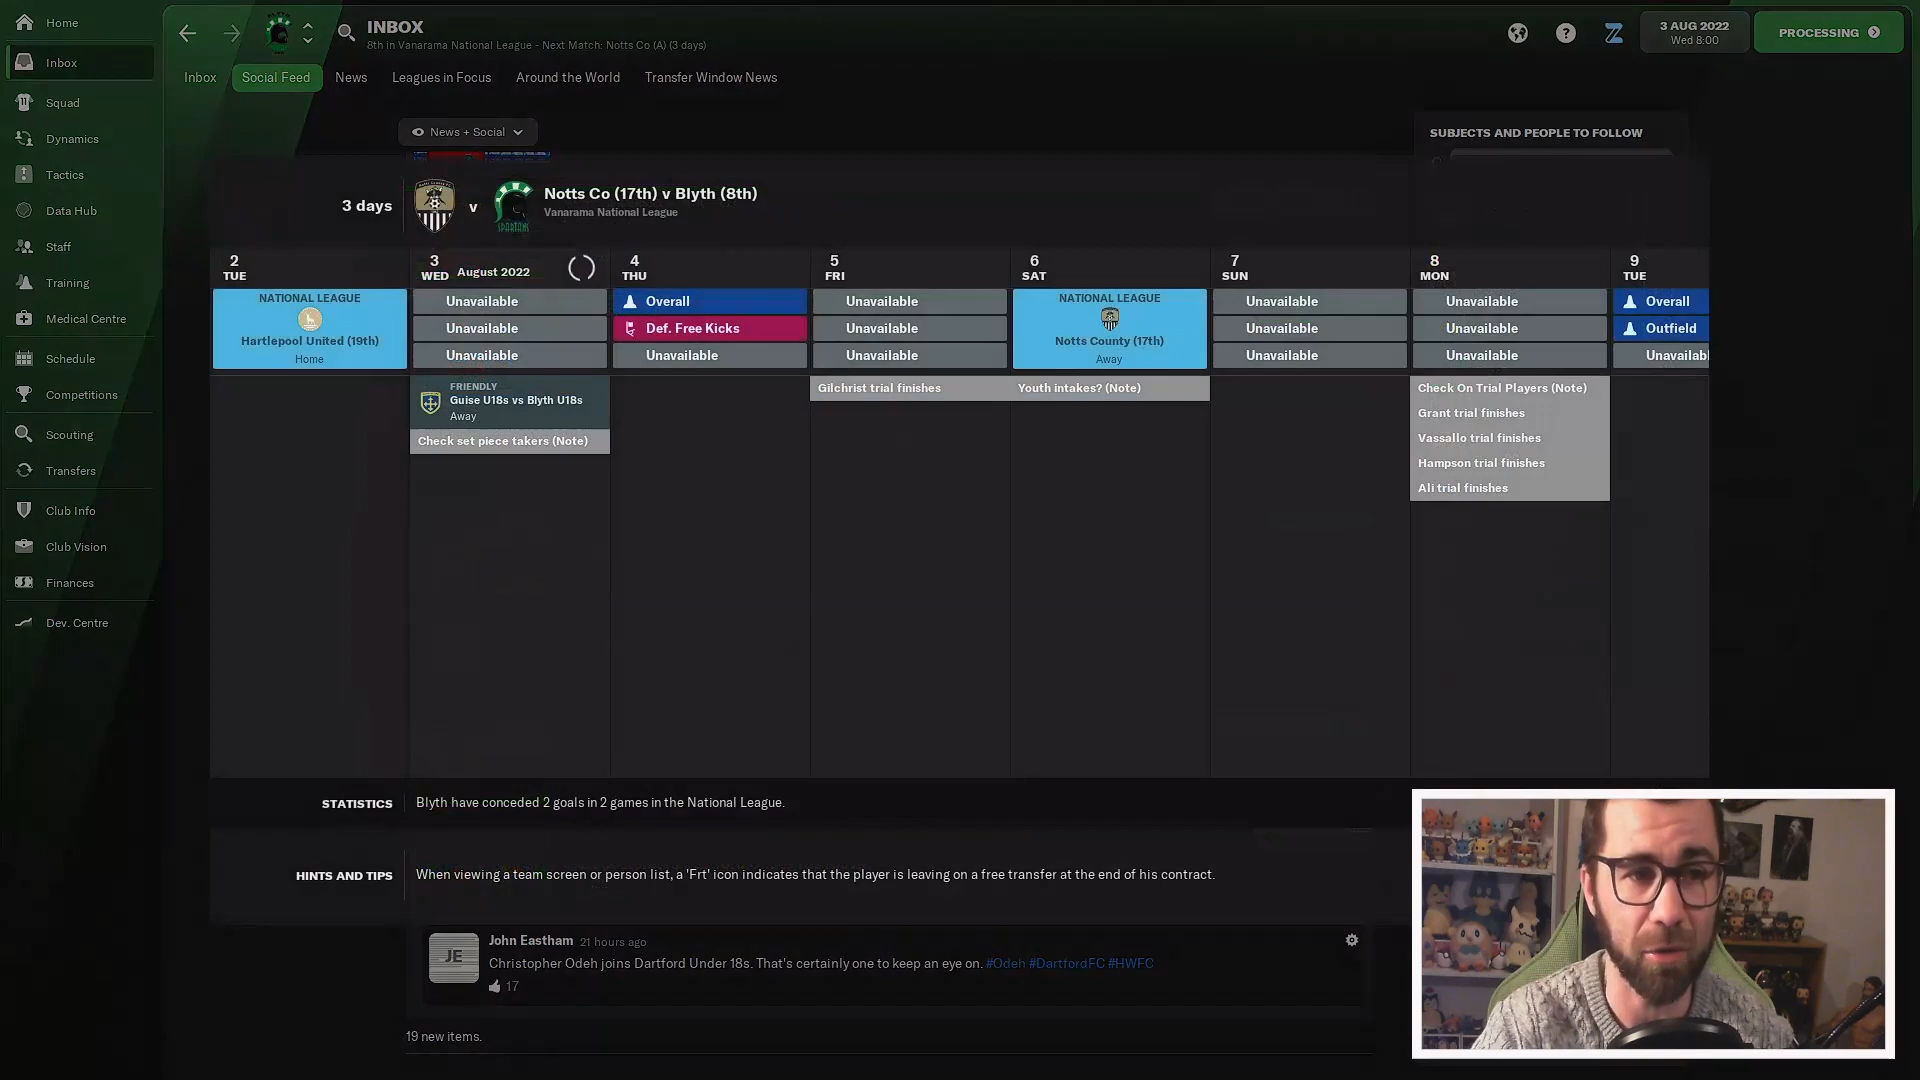 Home
Inbox
Squad
Dynamics
Tactics
Data Hub
Staff
Training
Medical Centre
Schedule
Competitions
Scouting
Transfers
Club Info
Club Vision
Finances
Dev. Centre
INBOX
8th in Vanarama National League - Next Match: Notts Co (A) (3 days)
3 AUG 2022
Wed 8:00
PROCESSING
Inbox Social Feed News Leagues in Focus Around the World Transfer Window News
News + Social
SUBJECTS AND PEOPLE TO FOLLOW
3 days
v
SPARTANS
Notts Co (17th) v Blyth (8th)
Vanarama National League
2
TUE
3
WED August 2022
4
THU
5
FRI
6
SAT
7
SUN
8
MON
9
TUE
NATIONAL LEAGUE
Hartlepool United (19th)
Home
Unavailable
Unavailable
Unavailable
Overall
Def. Free Kicks
Unavailable
Unavailable
Unavailable
Unavailable
NATIONAL LEAGUE
Notts County (17th)
Away
Unavailable
Unavailable
Unavailable
Unavailable
Unavailable
Unavailable
Overall
Outfield
Unavailab
FRIENDLY
Guise U18s vs Blyth U18s
Away
Check set piece takers (Note)
Gilchrist trial finishes
Youth intakes? (Note)
Check On Trial Players (Note)
Grant trial finishes
Vassallo trial finishes
Hampson trial finishes
Ali trial finishes
STATISTICS
Blyth have conceded 2 goals in 2 games in the National League.
HINTS AND TIPS
When viewing a team screen or person list, a 'Frt' icon indicates that the player is leaving on a free transfer at the end of his contract.
JE
John Eastham 21 hours ago
Christopher Odeh joins Dartford Under 18s. That's certainly one to keep an eye on. #Odeh #DartfordFC #HWFC
17
19 new items.